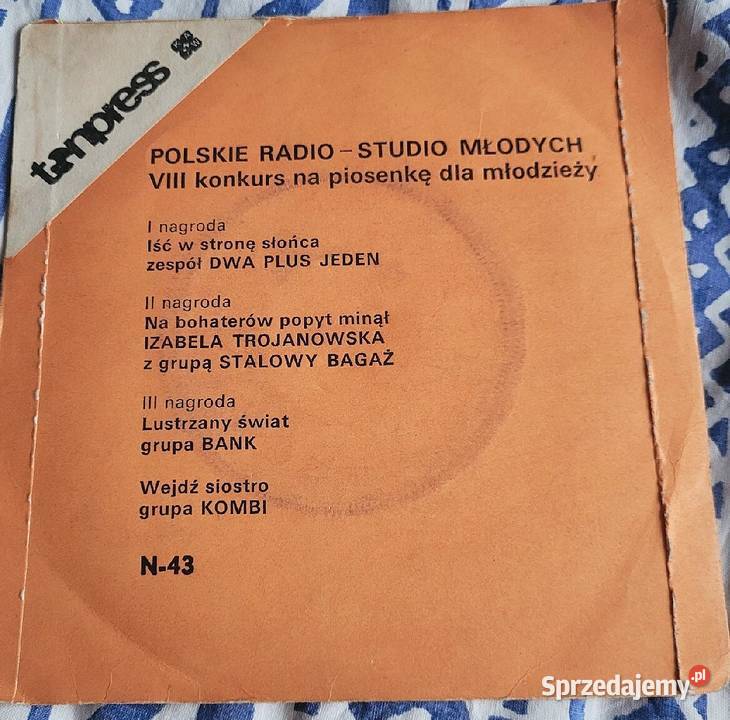 tonpress
POLSKIE RADIO – STUDIO MŁODYCH
VIII konkurs na piosenkę dla młodzieży
I nagroda
Iść w stronę słońca
zespół DWA PLUS JEDEN
II nagroda
Na bohaterów popyt minął
IZABELA TROJANOWSKA
z grupą STALOWY BAGAŻ
III nagroda
Lustrzany świat
grupa BANK
Wejdź siostro
grupa KOMBI
N-43
Sprzedajemy.pl